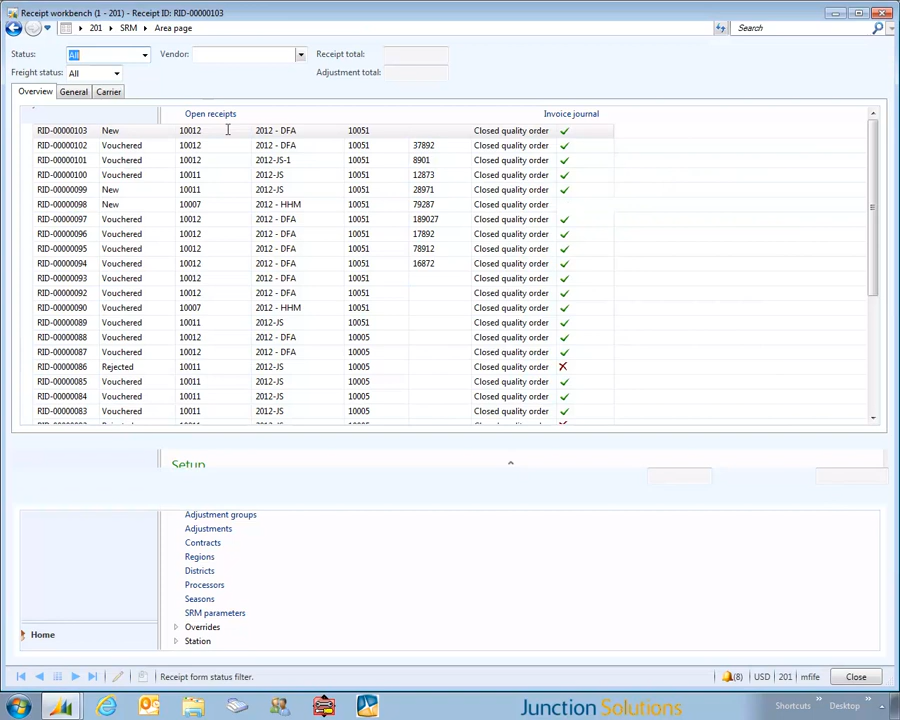 Receipt workbench (1 - 201) - Receipt ID: RID-00000103
201 SRM Area page Search
Status: All Vendor: Receipt total:
Freight status: All Adjustment total:
Overview General Carrier
Open receipts Invoice journal
RID-00000103 New 10012 2012 - DFA 10051 Closed quality order
RID-00000102 Vouchered 10012 2012 - DFA 10051 37892 Closed quality order
RID-00000101 Vouchered 10012 2012-JS-1 10051 8901 Closed quality order
RID-00000100 Vouchered 10011 2012-JS 10051 12873 Closed quality order
RID-00000099 New 10011 2012-JS 10051 28971 Closed quality order
RID-00000098 New 10007 2012 - HHM 10051 79287 Closed quality order
RID-00000097 Vouchered 10012 2012 - DFA 10051 189027 Closed quality order
RID-00000096 Vouchered 10012 2012 - DFA 10051 17892 Closed quality order
RID-00000095 Vouchered 10012 2012 - DFA 10051 78912 Closed quality order
RID-00000094 Vouchered 10012 2012 - DFA 10051 16872 Closed quality order
RID-00000093 Vouchered 10012 2012 - DFA 10051 Closed quality order
RID-00000092 Vouchered 10012 2012 - DFA 10051 Closed quality order
RID-00000090 Vouchered 10007 2012 - HHM 10051 Closed quality order
RID-00000089 Vouchered 10011 2012-JS 10051 Closed quality order
RID-00000088 Vouchered 10012 2012 - DFA 10005 Closed quality order
RID-00000087 Vouchered 10012 2012 - DFA 10005 Closed quality order
RID-00000086 Rejected 10011 2012-JS 10005 Closed quality order
RID-00000085 Vouchered 10011 2012-JS 10005 Closed quality order
RID-00000084 Vouchered 10011 2012-JS 10005 Closed quality order
RID-00000083 Vouchered 10011 2012-JS 10005 Closed quality order
Setup
Adjustment groups
Adjustments
Contracts
Regions
Districts
Processors
Seasons
SRM parameters
Overrides
Station
Home
Receipt form status filter. (8) USD 201 mfife Close
Junction Solutions Shortcuts Desktop